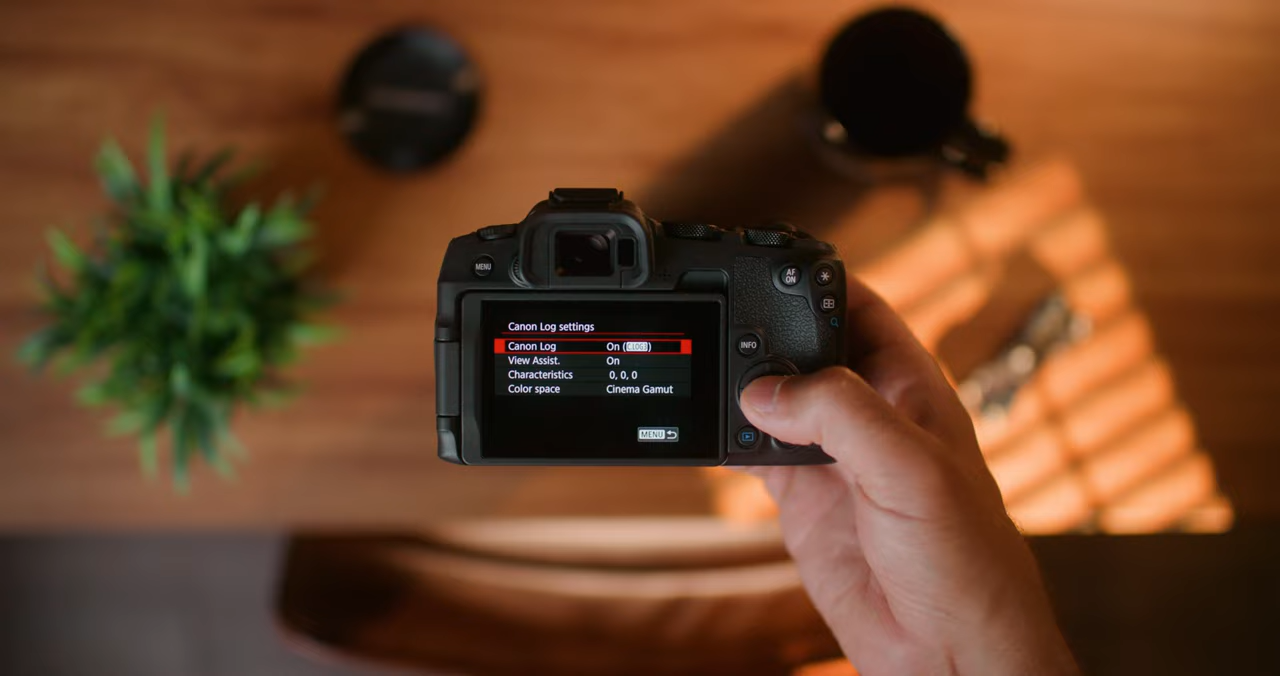 MENU
AF
ON
Canon Log settings
Canon Log On (C.LOG)
View Assist. On
Characteristics 0, 0, 0
Color space Cinema Gamut
MENU
INFO